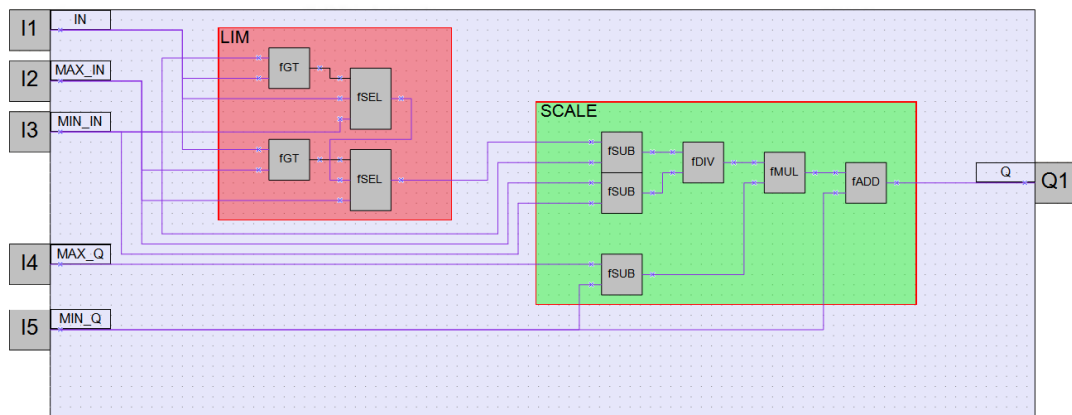 I1 IN
I2 MAX_IN
I3 MIN_IN
I4 MAX_Q
I5 MIN_Q
LIM
fGT
fSEL
fGT
fSEL
SCALE
fSUB
fSUB
fDIV
fMUL
fADD
fSUB
Q Q1